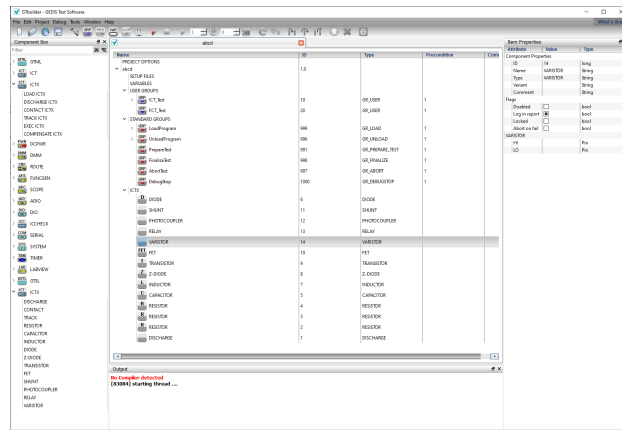 GTbuilder - GEDIS Test Software
File Edit Project Debug Tools Window Help
What's
Component Box
abcd
Item Properties
Filter
Name ID Type Precondition Com
Attribute Value Type
GTML
ICT
ICTX
LOAD ICTX
DISCHARGE ICTX
CONTACT ICTX
TRACK ICTX
EXEC ICTX
COMPENSATE ICTX
DCPWR
DMM
ROUTE
FUNCGEN
SCOPE
ADIO
DIO
ICCHECK
SERIAL
SYSTEM
TIMER
LABVIEW
GTSL
ICTX
DISCHARGE
CONTACT
TRACK
RESISTOR
CAPACITOR
INDUCTOR
DIODE
Z-DIODE
TRANSISTOR
FET
SHUNT
PHOTOCOUPLER
RELAY
VARISTOR
PROJECT OPTIONS
abcd 1.0
SETUP FILES
VARIABLES
USER GROUPS
ICT_Test 10 GR_USER 1
FCT_Test 20 GR_USER 1
STANDARD GROUPS
LoadProgram 999 GR_LOAD 1
UnloadProgram 990 GR_UNLOAD 1
PrepareTest 991 GR_PREPARE_TEST 1
FinalizeTest 998 GR_FINALIZE 1
AbortTest 997 GR_ABORT 1
DebugStep 1000 GR_DEBUGSTOP 1
ICTX
DIODE 6 DIODE
SHUNT 11 SHUNT
PHOTOCOUPLER 12 PHOTOCOUPLER
RELAY 13 RELAY
VARISTOR 14 VARISTOR
FET 10 FET
TRANSISTOR 9 TRANSISTOR
Z-DIODE 8 Z-DIODE
INDUCTOR 7 INDUCTOR
CAPACITOR 5 CAPACITOR
RESISTOR 4 RESISTOR
RESISTOR 3 RESISTOR
RESISTOR 2 RESISTOR
DISCHARGE 1 DISCHARGE
Output
No Compiler detected
[83084] starting thread ....
Component Properties
ID 14 long
Name VARISTOR String
Type VARISTOR String
Variant String
Comment String
Flags
Disabled bool
Log in report bool
Locked bool
Abort on fail bool
VARISTOR
HI Pin
LO Pin